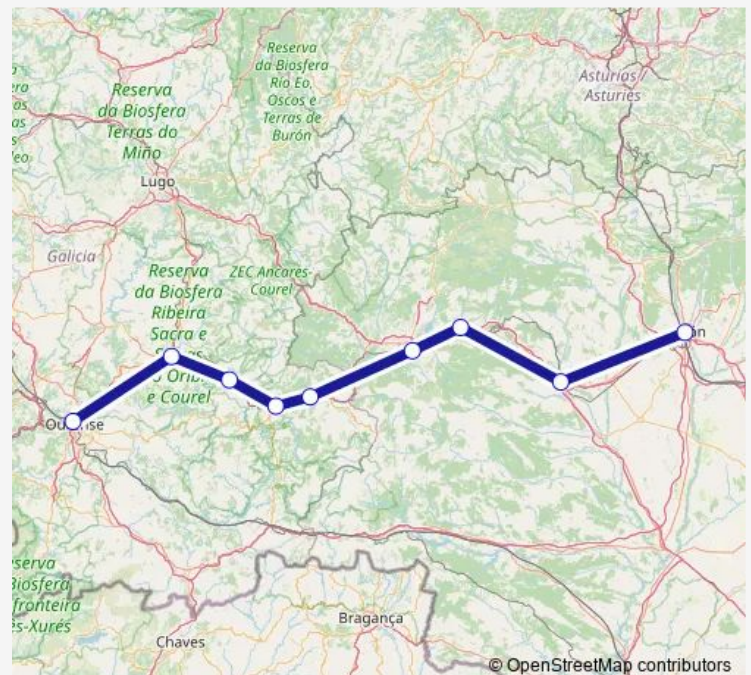 Reserva
da Biosfera
Río Eo,
Oscos e
Terras de
Burón
Asturias /
Asturies
Reserva
da Biosfera
Terras do
Miño
Lugo
Galicia
Reserva
da Biosfera
Ribeira
Sacra e
e Courel
ZEC Ancares-
Courel
Bragança
Chaves
© OpenStreetMap contributors